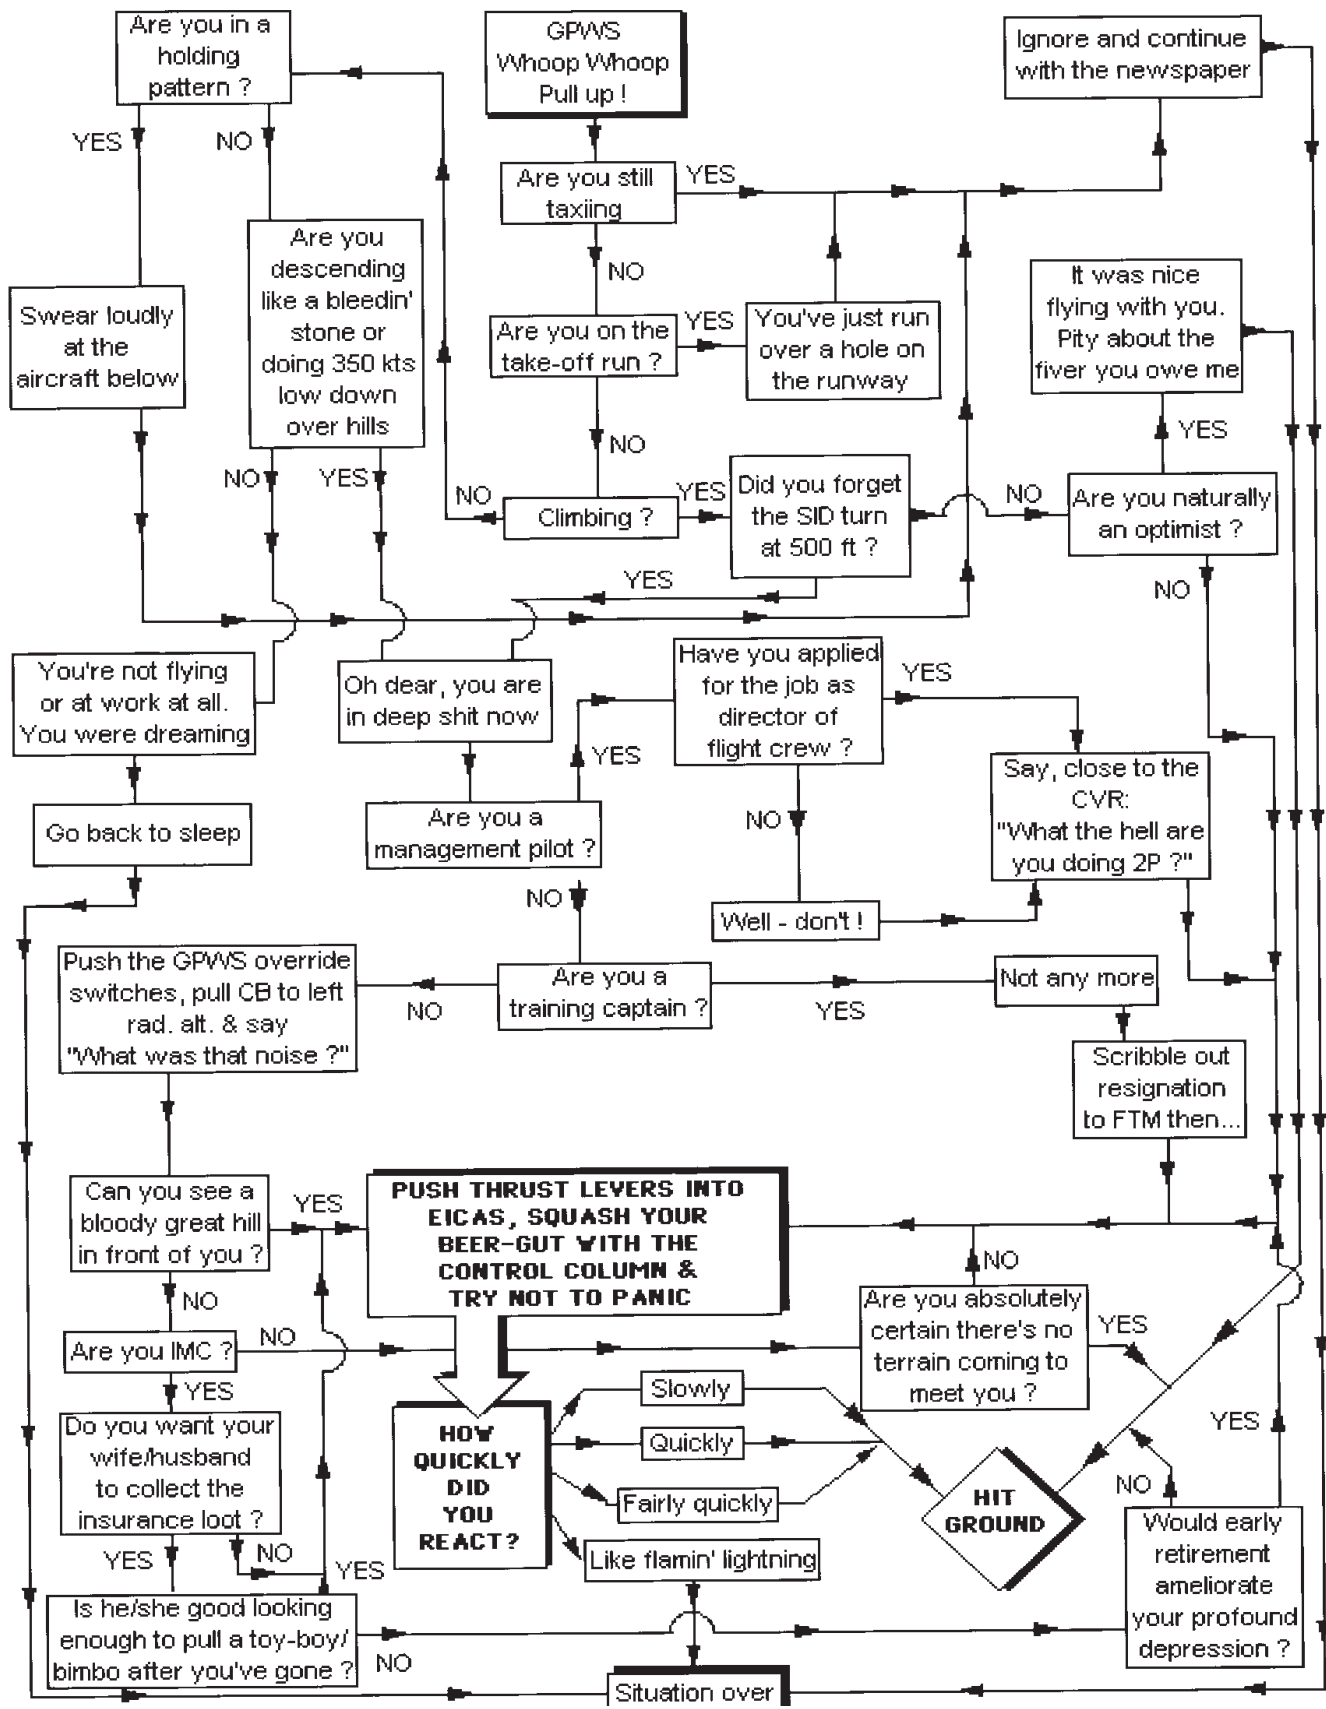 Are you in a
holding
pattern ?
GPWS
Whoop Whoop
Pull up !
Ignore and continue
with the newspaper
YES
NO
Are you still
taxiing
YES
NO
Are you
descending
like a bleedin'
stone or
doing 350 kts
low down
over hills
Swear loudly
at the
aircraft below
Are you on the
take-off run ?
YES
You've just run
over a hole on
the runway
It was nice
flying with you.
Pity about the
fiver you owe me
NO
YES
NO
YES
NO
Climbing ?
YES
Did you forget
the SID turn
at 500 ft ?
NO
Are you naturally
an optimist ?
YES
NO
You're not flying
or at work at all.
You were dreaming
Oh dear, you are
in deep shit now
Have you applied
for the job as
director of
flight crew ?
YES
YES
Say, close to the
CVR:
"What the hell are
you doing 2P ?"
Go back to sleep
Are you a
management pilot ?
NO
NO
Well - don't !
Push the GPWS override
switches, pull CB to left
rad. alt. & say
"What was that noise ?"
NO
Are you a
training captain ?
YES
Not any more
Scribble out
resignation
to FTM then...
Can you see a
bloody great hill
in front of you ?
YES
PUSH THRUST LEVERS INTO
EICAS, SQUASH YOUR
BEER-GUT WITH THE
CONTROL COLUMN &
TRY NOT TO PANIC
NO
NO
Are you absolutely
certain there's no
terrain coming to
meet you ?
YES
Are you IMC ?
NO
YES
Do you want your
wife/husband
to collect the
insurance loot ?
HOW
QUICKLY
DID
YOU
REACT?
Slowly
Quickly
Fairly quickly
Like flamin' lightning
HIT
GROUND
YES
NO
Would early
retirement
ameliorate
your profound
depression ?
YES
NO
YES
Is he/she good looking
enough to pull a toy-boy/
bimbo after you've gone ?
NO
Situation over